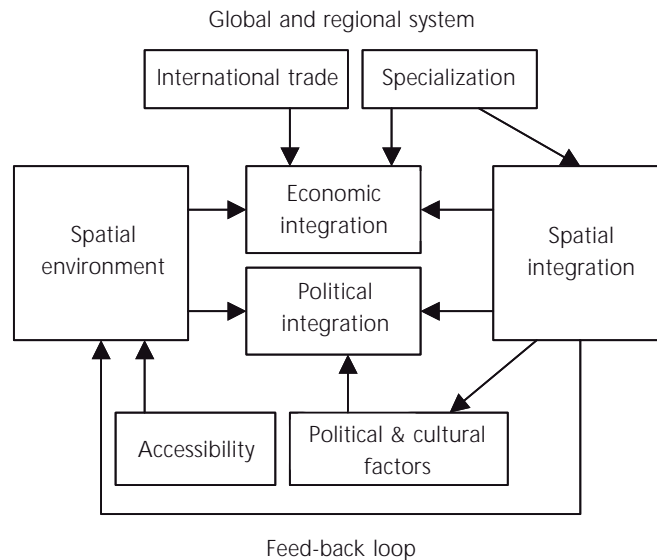 Global and regional system
International trade
Specialization
Economic
integration
Spatial
environment
Spatial
integration
Political
integration
Accessibility
Political & cultural
factors
Feed-back loop